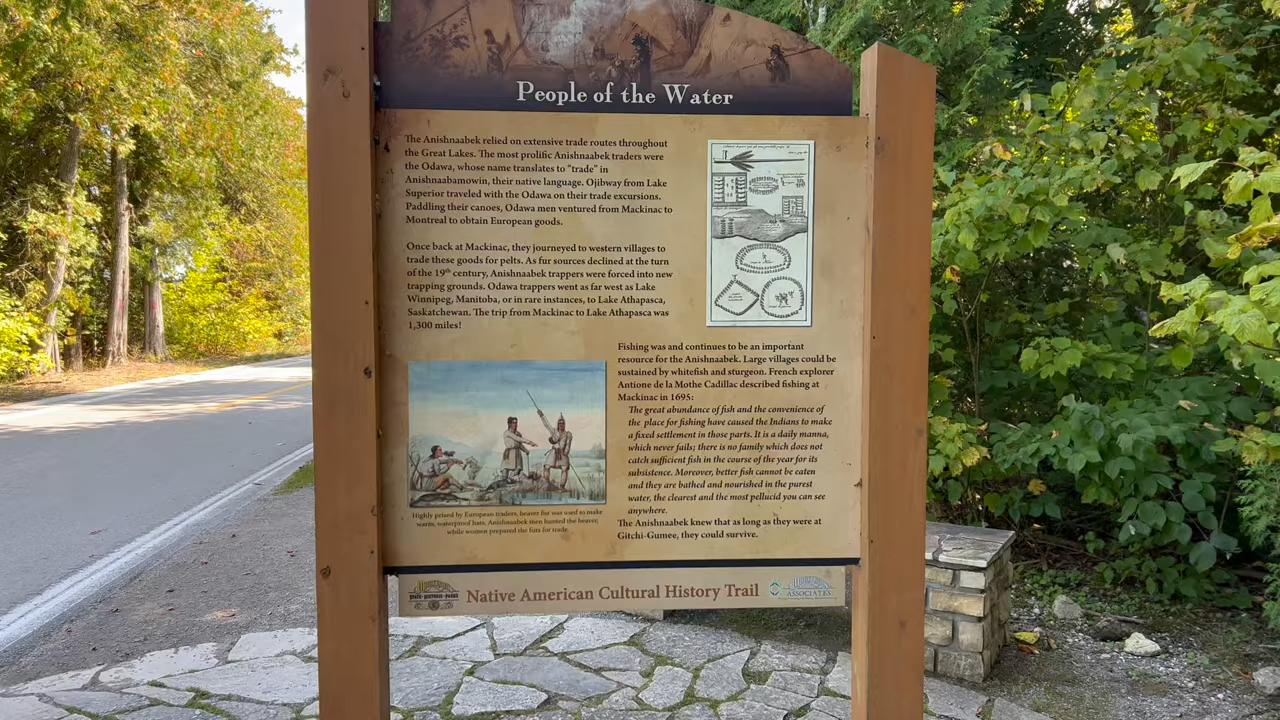 People of the Water
The Anishnaabek relied on extensive trade routes throughout
the Great Lakes. The most prolific Anishnaabek traders were
the Odawa, whose name translates to "trade" in
Anishnaabamowin, their native language. Ojibway from Lake
Superior traveled with the Odawa on their trade excursions.
Paddling their canoes, Odawa men ventured from Mackinac to
Montreal to obtain European goods.
Once back at Mackinac, they journeyed to western villages to
trade these goods for pelts. As fur sources declined at the turn
of the 19th century, Anishnaabek trappers were forced into new
trapping grounds. Odawa trappers went as far west as Lake
Winnipeg, Manitoba, or in rare instances, to Lake Athapasca,
Saskatchewan. The trip from Mackinac to Lake Athapasca was
1,300 miles!
Fishing was and continues to be an important
resource for the Anishnaabek. Large villages could be
sustained by whitefish and sturgeon. French explorer
Antione de la Mothe Cadillac described fishing at
Mackinac in 1695:
The great abundance of fish and the convenience of
the place for fishing have caused the Indians to make
a fixed settlement in those parts. It is a daily manna,
which never fails; there is no family which does not
catch sufficient fish in the course of the year for its
subsistence. Moreover, better fish cannot be eaten
and they are bathed and nourished in the purest
water, the clearest and the most pellucid you can see
anywhere.
The Anishnaabek knew that as long as they were at
Gitchi-Gumee, they could survive.
Highly prized by European traders, beaver fur was used to make
warm, waterproof hats. Anishnaabek men hunted the beaver,
while women prepared the furs for trade.
Native American Cultural History Trail
ASSOCIATES